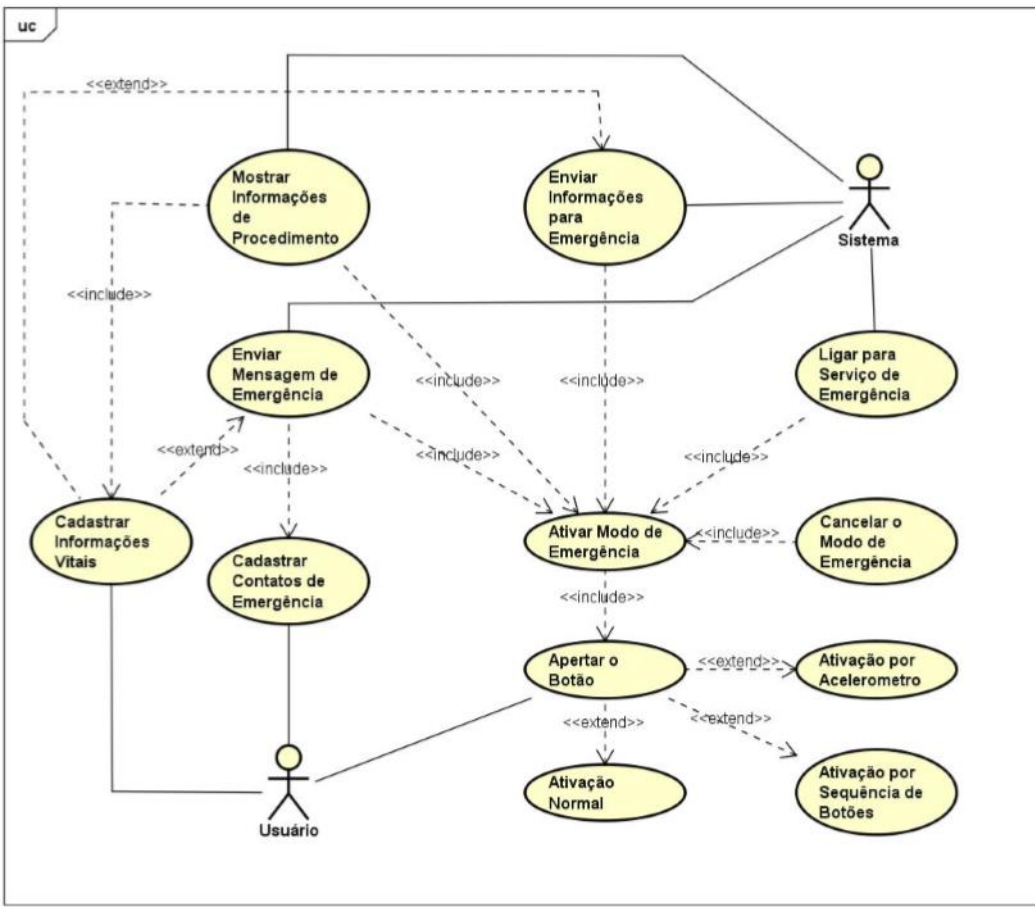 uc
<<extend>>
Mostrar
Informações
de
Procedimento
Enviar
Informações
para
Emergência
Sistema
<<include>>
Enviar
Mensagem de
Emergência
<<include>>
<<include>>
Ligar para
Serviço de
Emergência
<<extend>>
<<include>>
<<include>>
<<include>>
Cadastrar
Informações
Vitais
Cadastrar
Contatos de
Emergência
Ativar Modo de
Emergência
<<include>>
Cancelar o
Modo de
Emergência
<<include>>
Apertar o
Botão
<<extend>>
Ativação por
Acelerometro
<<extend>>
<<extend>>
Ativação
Normal
Ativação por
Sequência de
Botões
Usuário